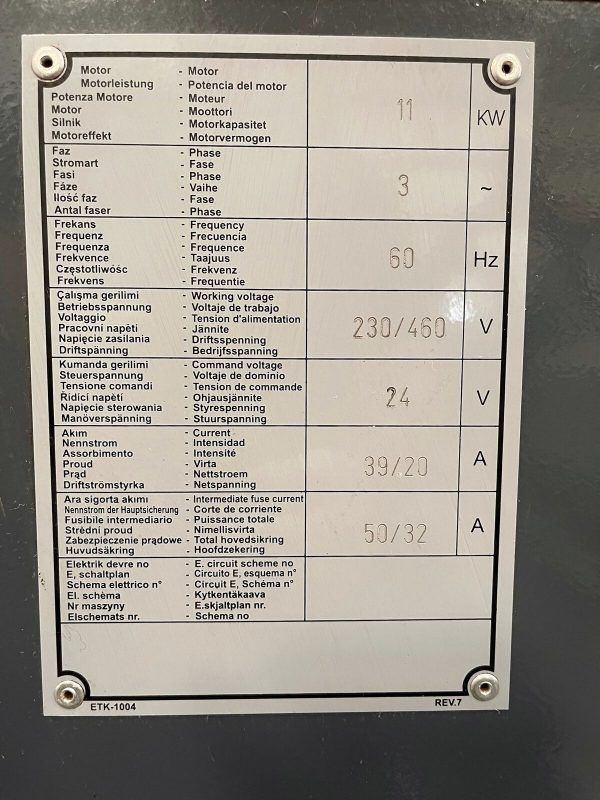 Motor - Motor
Motorleistung - Potencia del motor
Potenza Motore - Moteur
Motor - Moottori
Silnik - Motorkapasitet
Motoreffekt - Motorvermogen
11 KW
Faz - Phase
Stromart - Fase
Fasi - Phase
Fāze - Vaihe
Ilość faz - Fase
Antal faser - Phase
3 ~
Frekans - Frequency
Frequenz - Frecuencia
Frequenza - Frequence
Frekvence - Taajuus
Częstotliwośc - Frekvenz
Frekvens - Frequentie
60 Hz
Çalışma gerilimi - Working voltage
Betriebsspannung - Voltaje de trabajo
Voltaggio - Tension d'alimentation
Pracovni napėti - Jännite
Napięcie zasilania - Driftsspenning
Driftspänning - Bedrijfsspanning
230/460 V
Kumanda gerilimi - Command voltage
Steuerspannung - Voltaje de dominio
Tensione comandi - Tension de commande
Řídicí napětí - Ohjausjännite
Napięcie sterowania - Styrespenning
Manöverspänning - Stuurspanning
24 V
Akım - Current
Nennstrom - Intensidad
Assorbimento - Intensité
Proud - Virta
Prąd - Nettstroem
Driftströmstyrka - Netspanning
39/20 A
Ara sigorta akımı - Intermediate fuse current
Nennstrom der Hauptsicherung - Corte de corriente
Fusibile intermediario - Puissance totale
Strédní proud - Nimellisvirta
Zabezpieczenie prądowe - Total hovedsikring
Huvudsäkring - Hoofdzekering
50/32 A
Elektrik devre no - E. circuit scheme no
E, schaltplan - Circuito E, esquema n°
Schema elettrico n° - Circuit E, Schéma n°
El. schèma - Kytkentäkaava
Nr maszyny - E.skjaltplan nr.
Elschemats nr. - Schema no
ETK-1004 REV.7